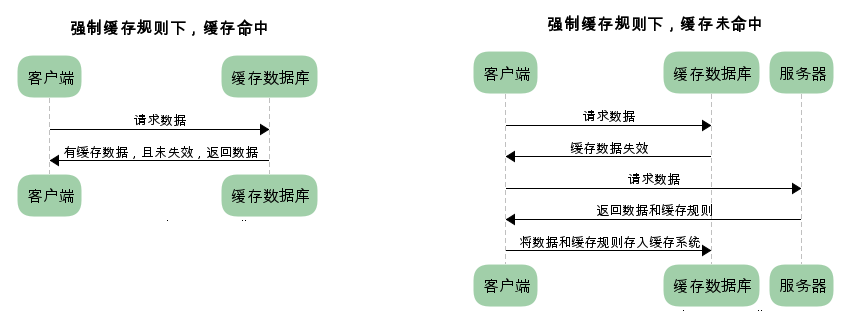 强制缓存规则下，缓存命中
客户端
缓存数据库
请求数据
有缓存数据，且未失效，返回数据
客户端
缓存数据库
强制缓存规则下，缓存未命中
客户端
缓存数据库
服务器
请求数据
缓存数据失效
请求数据
返回数据和缓存规则
将数据和缓存规则存入缓存系统
客户端
缓存数据库
服务器